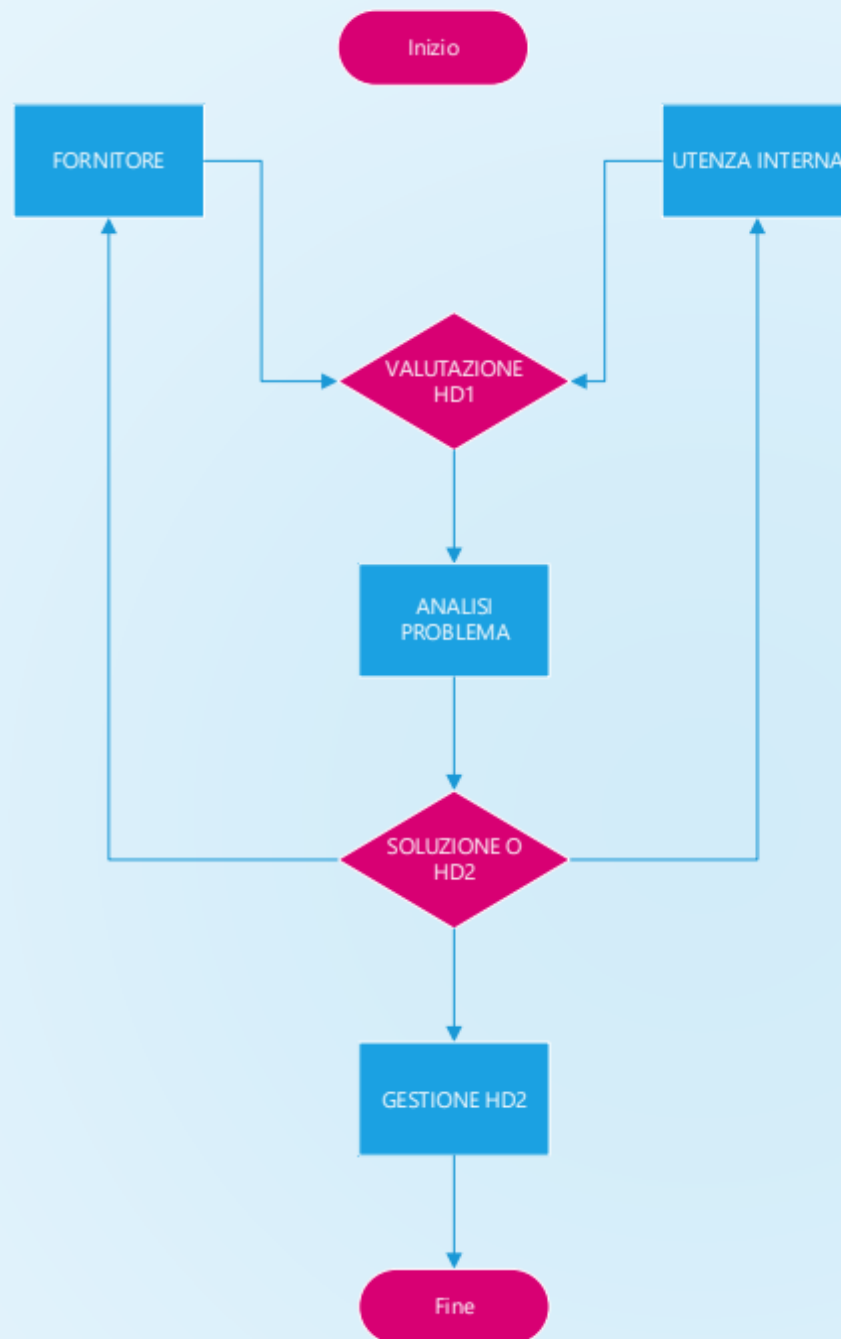 Inizio
FORNITORE
UTENZA INTERNA
VALUTAZIONE
HD1
ANALISI
PROBLEMA
SOLUZIONE O
HD2
GESTIONE HD2
Fine